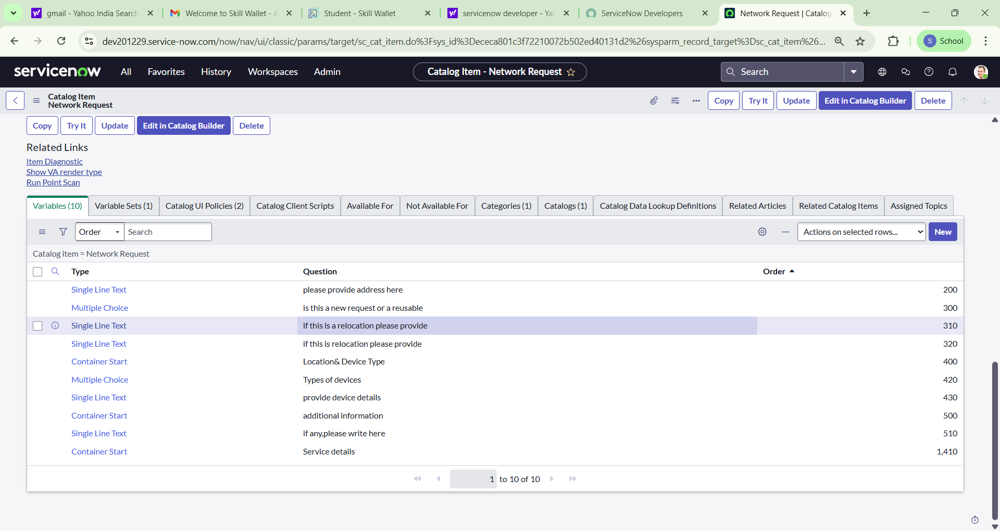 gmail - Yahoo India Search
Welcome to Skill Wallet - A
Student - Skill Wallet
servicenow developer - Yah
ServiceNow Developers
Network Request | Catalog
dev201229.service-now.com/now/nav/ui/classic/params/target/sc_cat_item.do%3Fsys_id%3Dececa801c3f72210072b502ed40131d2%26sysparm_record_target%3Dsc_cat_item%26...
S School
servicenow
All Favorites History Workspaces Admin
Catalog Item - Network Request
Search
Catalog Item
Network Request
Copy Try It Update Edit in Catalog Builder Delete
Copy Try It Update Edit in Catalog Builder Delete
Related Links
Item Diagnostic
Show VA render type
Run Point Scan
Variables (10) Variable Sets (1) Catalog UI Policies (2) Catalog Client Scripts Available For Not Available For Categories (1) Catalogs (1) Catalog Data Lookup Definitions Related Articles Related Catalog Items Assigned Topics
Order Search Actions on selected rows... New
Catalog item = Network Request
Type Question Order
Single Line Text please provide address here 200
Multiple Choice is this a new request or a reusable 300
Single Line Text if this is a relocation please provide 310
Single Line Text if this is relocation please provide 320
Container Start Location& Device Type 400
Multiple Choice Types of devices 420
Single Line Text provide device details 430
Container Start additional information 500
Single Line Text if any,please write here 510
Container Start Service details 1,410
1 to 10 of 10